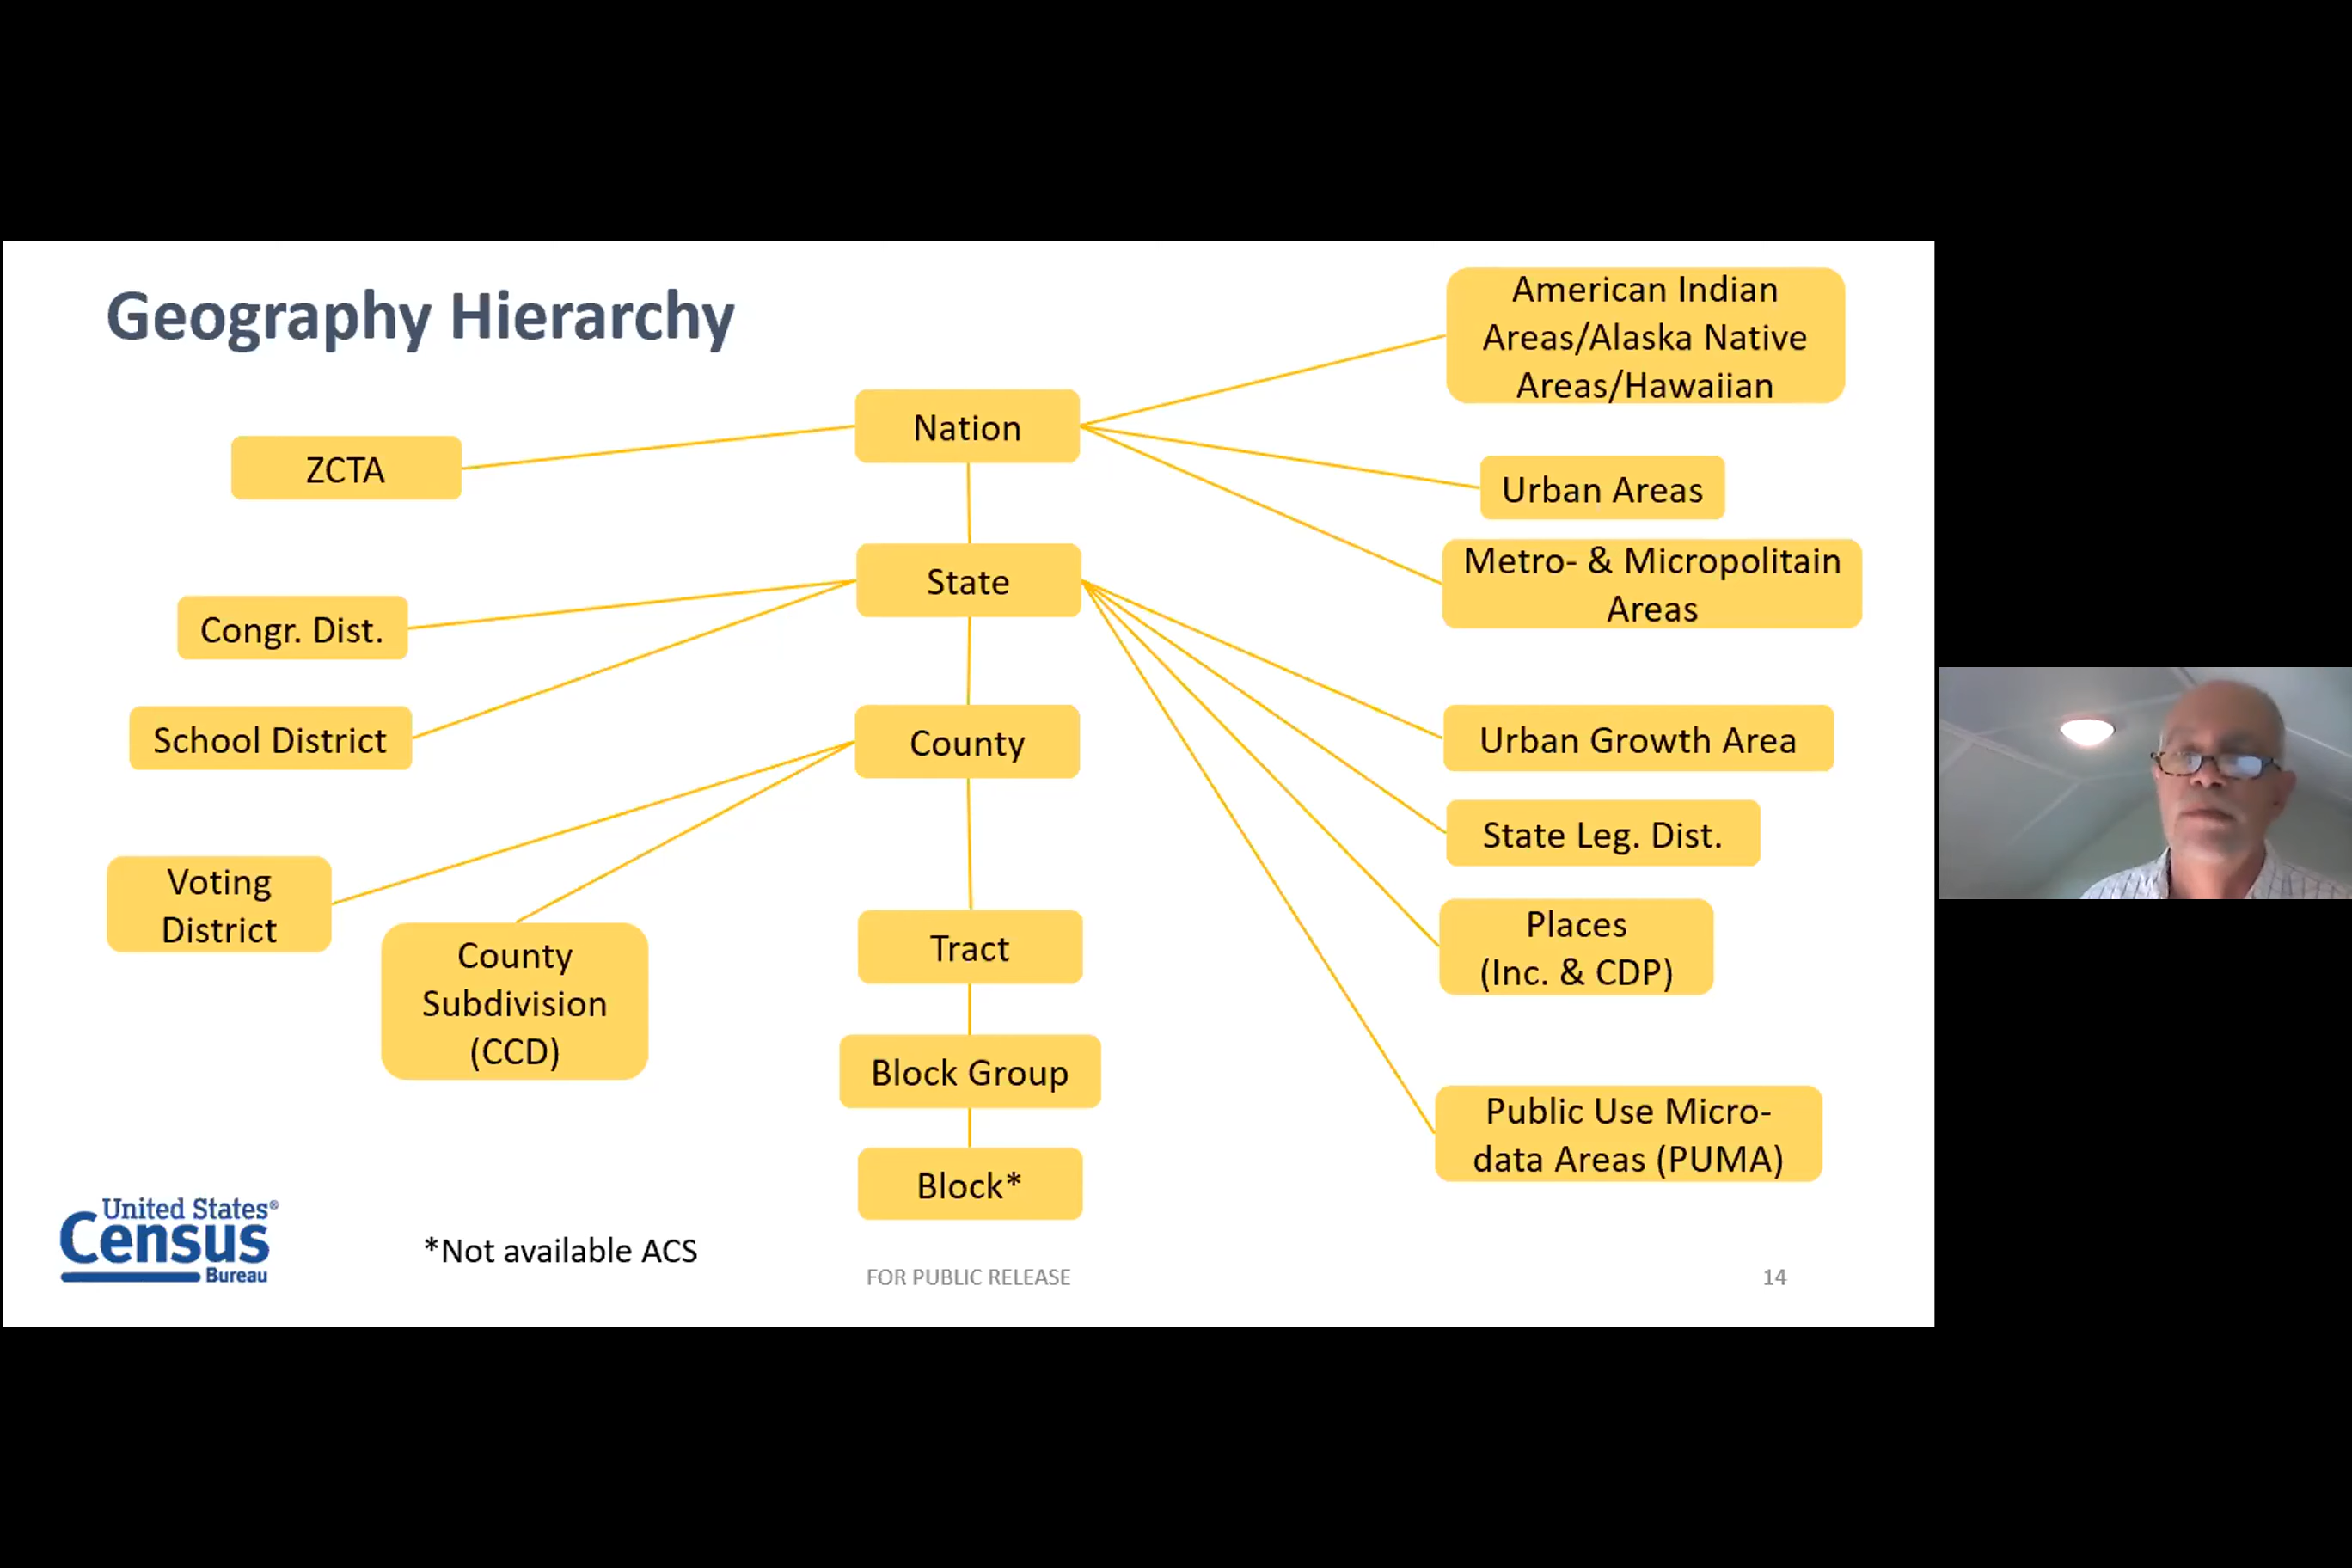 Geography Hierarchy
American Indian
Areas/Alaska Native
Areas/Hawaiian
Nation
ZCTA
Urban Areas
Metro- & Micropolitain
Areas
State
Congr. Dist.
School District
County
Urban Growth Area
State Leg. Dist.
Voting
District
County
Subdivision
(CCD)
Tract
Places
(Inc. & CDP)
Block Group
Public Use Micro-
data Areas (PUMA)
Block*
United States®
Census
Bureau
*Not available ACS
FOR PUBLIC RELEASE
14